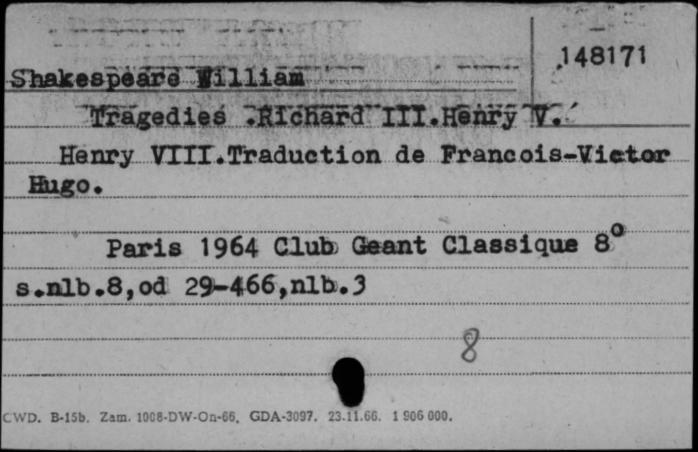 148171
Shakespeare William
Tragedies .Richard III.Henry V.
Henry VIII.Traduction de Francois-Victor
Hugo.
Paris 1964 Club Geant Classique 8º
s.nlb.8,od 29-466,nlb.3
8
CWD. B-15b. Zam. 1008-DW-On-66. GDA-3097. 23.11.66. 1 906 000.